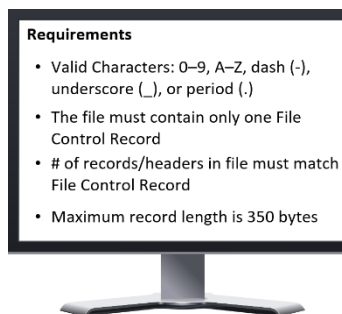 Requirements
• Valid Characters: 0–9, A–Z, dash (-),
underscore (_), or period (.)
• The file must contain only one File
Control Record
• # of records/headers in file must match
File Control Record
• Maximum record length is 350 bytes